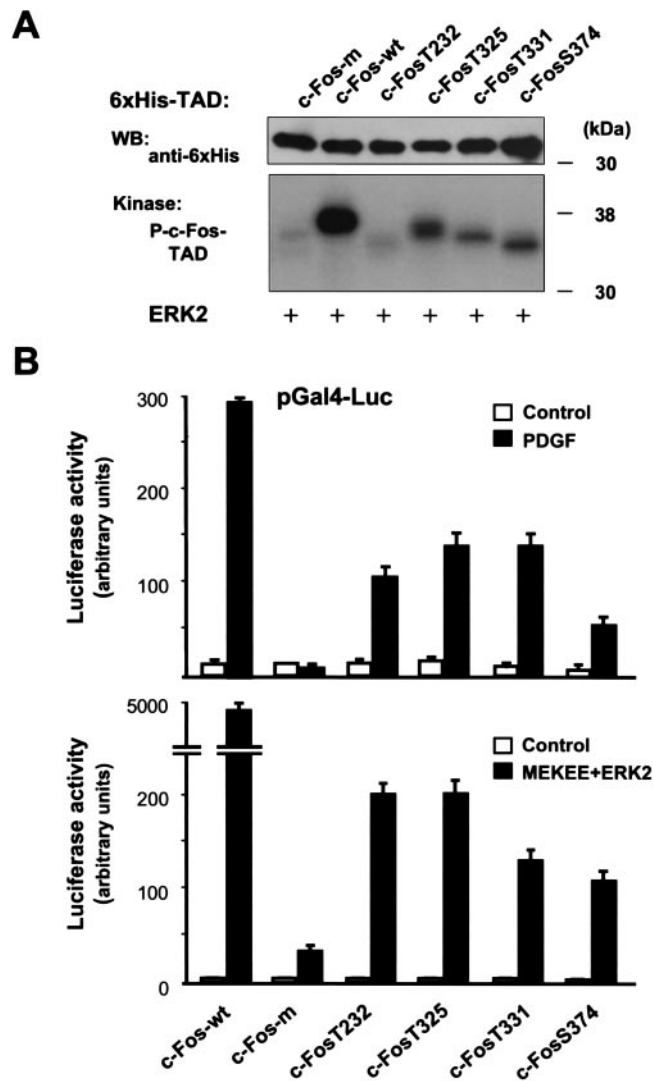 A
6xHis-TAD:
c-Fos-m
c-Fos-wt
c-FosT232
c-FosT325
c-FosT331
c-FosS374
WB:
anti-6xHis
(kDa)
30
Kinase:
P-c-Fos-
TAD
38
30
ERK2 + + + + + +
B
pGal4-Luc
Luciferase activity
(arbitrary units)
300
200
100
Control
PDGF
Luciferase activity
(arbitrary units)
5000
200
100
0
Control
MEKEE+ERK2
c-Fos-wt
c-Fos-m
c-FosT232
c-FosT325
c-FosT331
c-FosS374